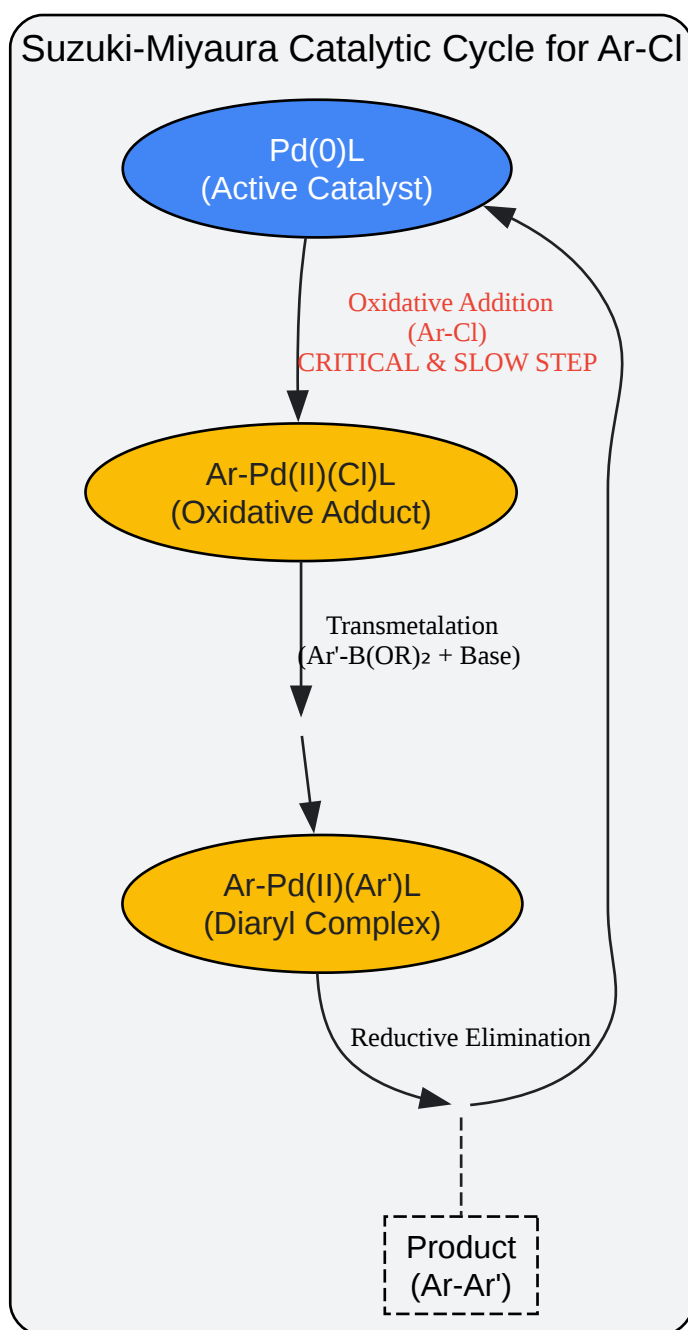 Suzuki-Miyaura Catalytic Cycle for Ar-Cl
Pd(0)L
(Active Catalyst)
Oxidative Addition
(Ar-Cl)
CRITICAL & SLOW STEP
Ar-Pd(II)(Cl)L
(Oxidative Adduct)
Transmetalation
(Ar'-B(OR)₂ + Base)
Ar-Pd(II)(Ar')L
(Diaryl Complex)
Reductive Elimination
Product
(Ar-Ar')